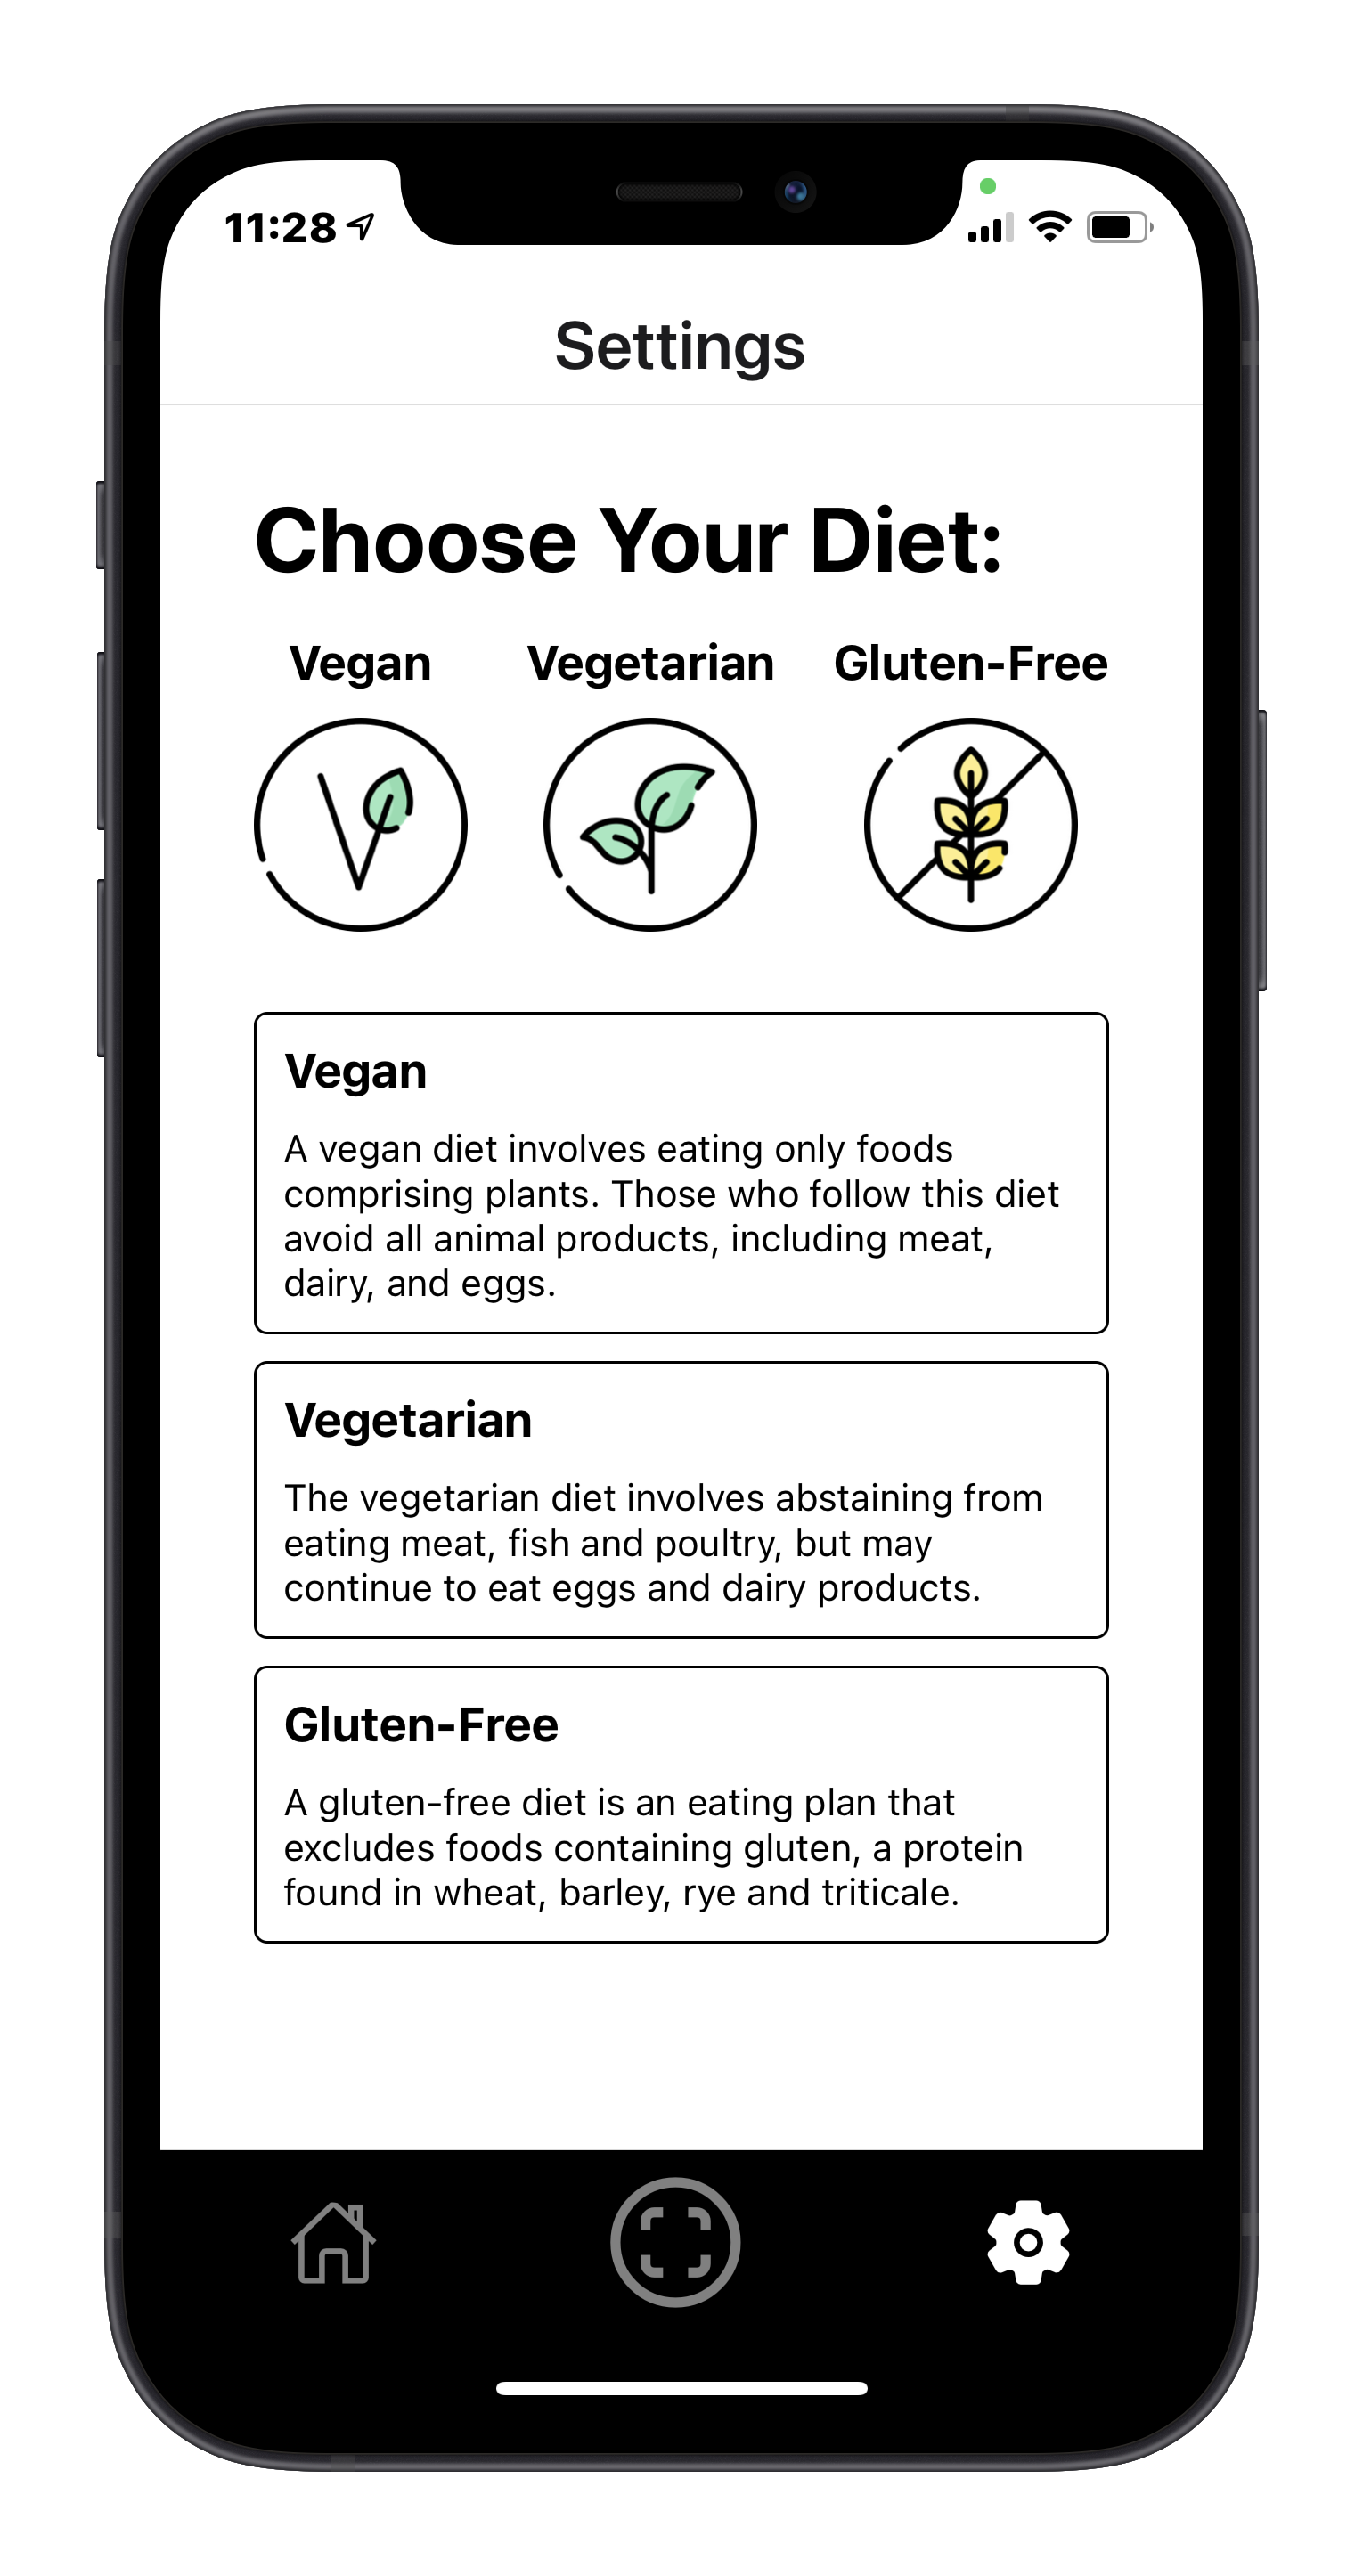 11:28
Settings
Choose Your Diet:
Vegan Vegetarian Gluten-Free
Vegan
A vegan diet involves eating only foods
comprising plants. Those who follow this diet
avoid all animal products, including meat,
dairy, and eggs.
Vegetarian
The vegetarian diet involves abstaining from
eating meat, fish and poultry, but may
continue to eat eggs and dairy products.
Gluten-Free
A gluten-free diet is an eating plan that
excludes foods containing gluten, a protein
found in wheat, barley, rye and triticale.